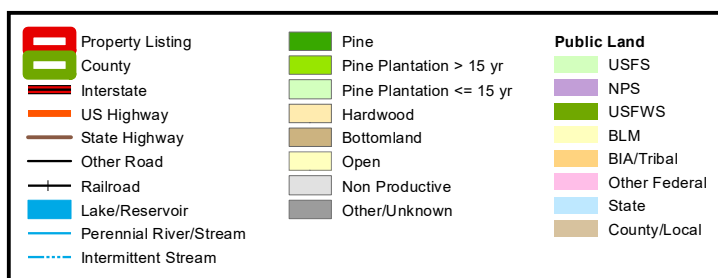 Property Listing
County
Interstate
US Highway
State Highway
Other Road
Railroad
Lake/Reservoir
Perennial River/Stream
Intermittent Stream
Pine
Pine Plantation > 15 yr
Pine Plantation <= 15 yr
Hardwood
Bottomland
Open
Non Productive
Other/Unknown
Public Land
USFS
NPS
USFWS
BLM
BIA/Tribal
Other Federal
State
County/Local